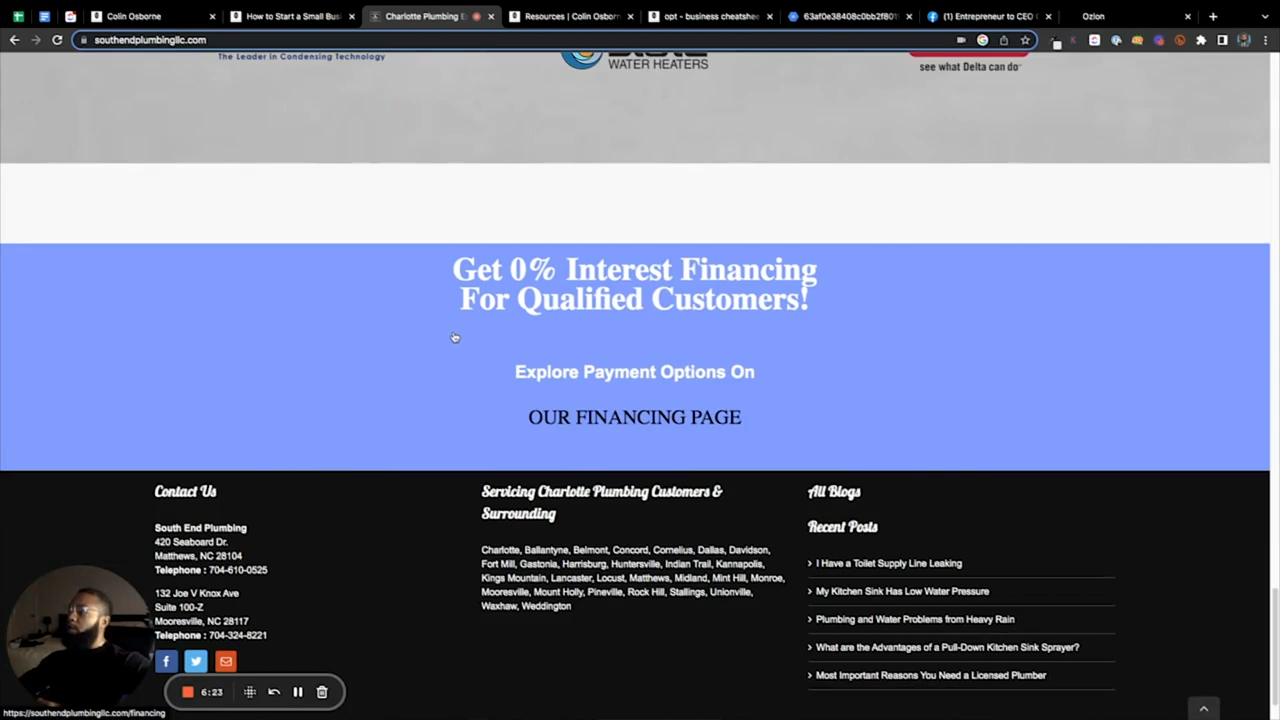 Colin Osborne
How to Start a Small Busi
Charlotte Plumbing E
Resources | Colin Osborn
opt - business cheatshee
63af0e38408c0bb2f801
(1) Entrepreneur to CEO
Ozion
southendplumbingllc.com
The Leader in Condensing Technology
WATER HEATERS
see what Delta can do
Get 0% Interest Financing
For Qualified Customers!
Explore Payment Options On
OUR FINANCING PAGE
Contact Us
South End Plumbing
420 Seaboard Dr.
Matthews, NC 28104
Telephone : 704-610-0525
132 Joe V Knox Ave
Suite 100-Z
Mooresville, NC 28117
Telephone : 704-324-8221
Servicing Charlotte Plumbing Customers &
Surrounding
Charlotte, Ballantyne, Belmont, Concord, Cornelius, Dallas, Davidson,
Fort Mill, Gastonia, Harrisburg, Huntersville, Indian Trail, Kannapolis,
Kings Mountain, Lancaster, Locust, Matthews, Midland, Mint Hill, Monroe,
Mooresville, Mount Holly, Pineville, Rock Hill, Stallings, Unionville,
Waxhaw, Weddington
All Blogs
Recent Posts
I Have a Toilet Supply Line Leaking
My Kitchen Sink Has Low Water Pressure
Plumbing and Water Problems from Heavy Rain
What are the Advantages of a Pull-Down Kitchen Sink Sprayer?
Most Important Reasons You Need a Licensed Plumber
6:23
https://southendplumbingllc.com/financing